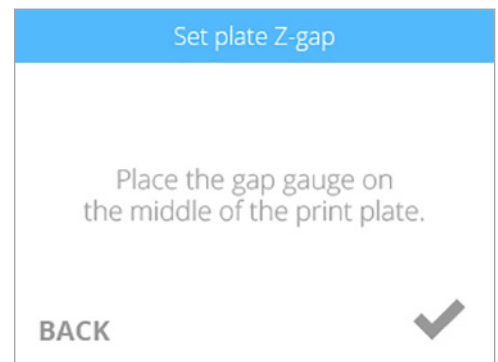 Set plate Z-gap
Place the gap gauge on
the middle of the print plate.
BACK